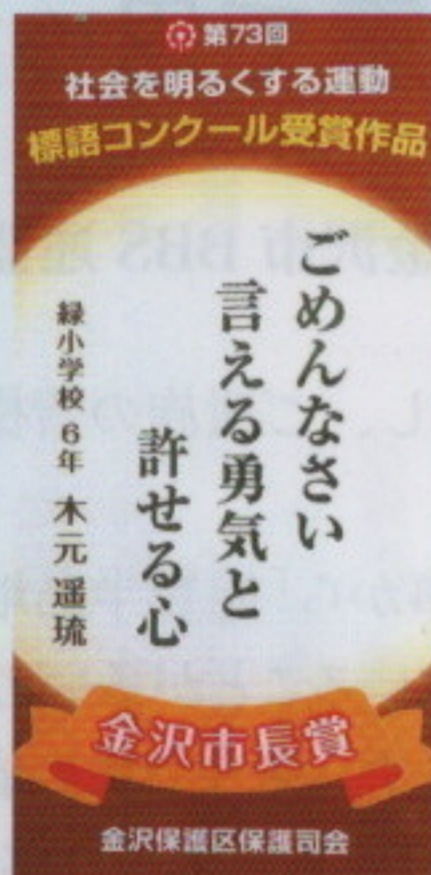 第73回
社会を明るくする運動
標語コンクール受賞作品
ごめんなさい
言える勇気と
許せる心
緑小学校6年 木元遥琉
金沢市長賞
金沢保護区保護司会